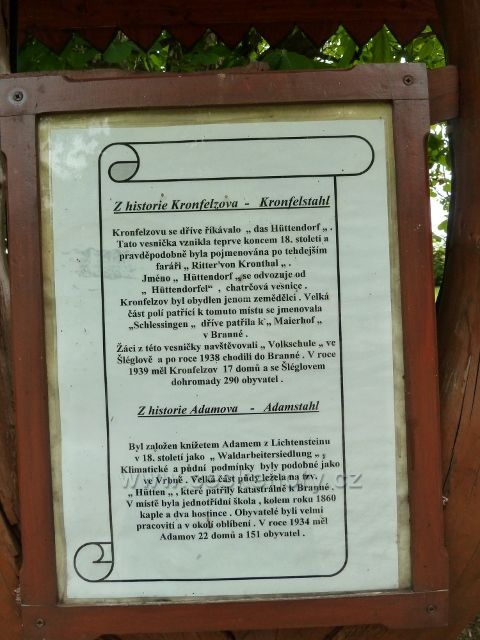 Z historie Kronfelzova - Kronfelstahl
Kronfelzovu se dříve říkávalo „ das Hüttendorf „ .
Tato vesnička vznikla teprve koncem 18. století a
pravděpodobně byla pojmenována po tehdejším
faráři „ Ritter von Kronthal „ .
Jméno „ Hüttendorf „ se odvozuje od
„ Hüttendorfel“ , chatrčová vesnice .
Kronfelzov byl obydlen jenom zemědělci . Velká
část polí patřící k tomuto místu se jmenovala
„Schlessingen „ dříve patřila k „ Maierhof „
v Branné .
Žáci z této vesničky navštěvovali „ Volkschule „ ve
Šléglově a po roce 1938 chodili do Branné . V roce
1939 měl Kronfelzov 17 domů a se Šléglovem
dohromady 290 obyvatel .
Z historie Adamova - Adamstahl
Byl založen knížetem Adamem z Lichtensteinu
v 18. století jako „ Waldarbeitersiedlung „ ,
Klimatické a půdní podmínky byly podobné jako
ve Vrbně . Velká část půdy ležela na tzv.
„ Hütten „ , které patřily katastrálně k Branné .
V místě byla jednotřídní škola , kolem roku 1860
kaple a dva hostince . Obyvatelé byli velmi
pracovití a v okolí oblíbení . V roce 1934 měl
Adamov 22 domů a 151 obyvatel .